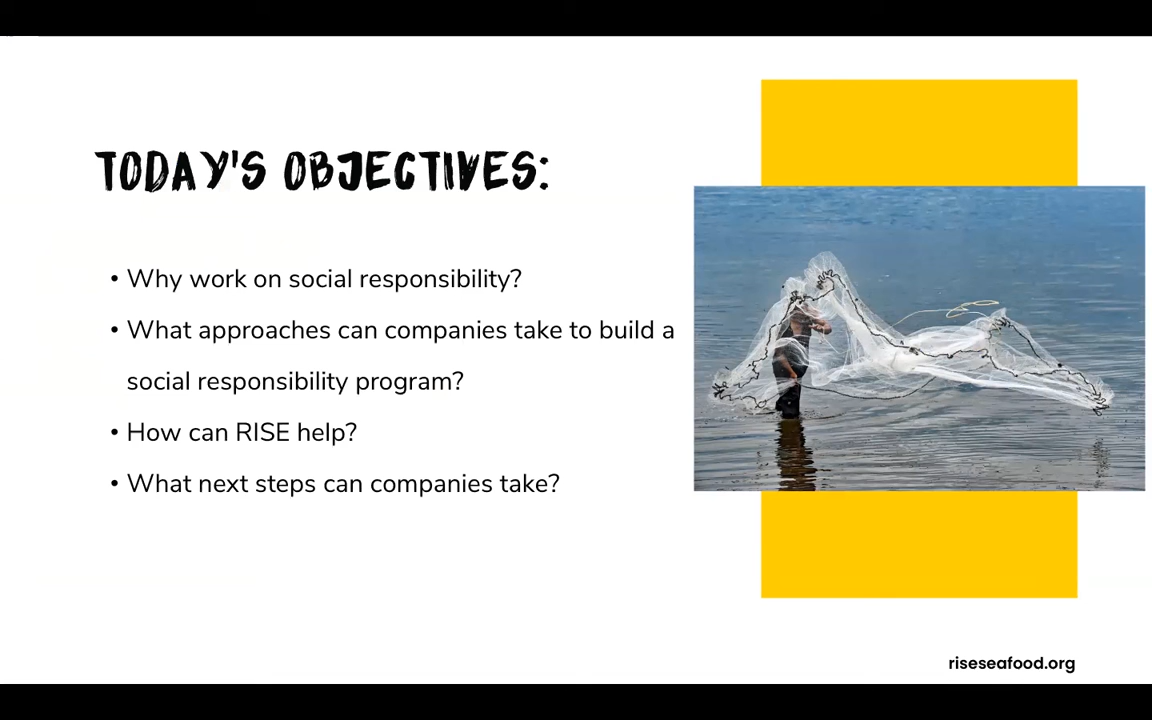 TODAY'S OBJECTIVES:
• Why work on social responsibility?
• What approaches can companies take to build a
social responsibility program?
• How can RISE help?
• What next steps can companies take?
riseseafood.org